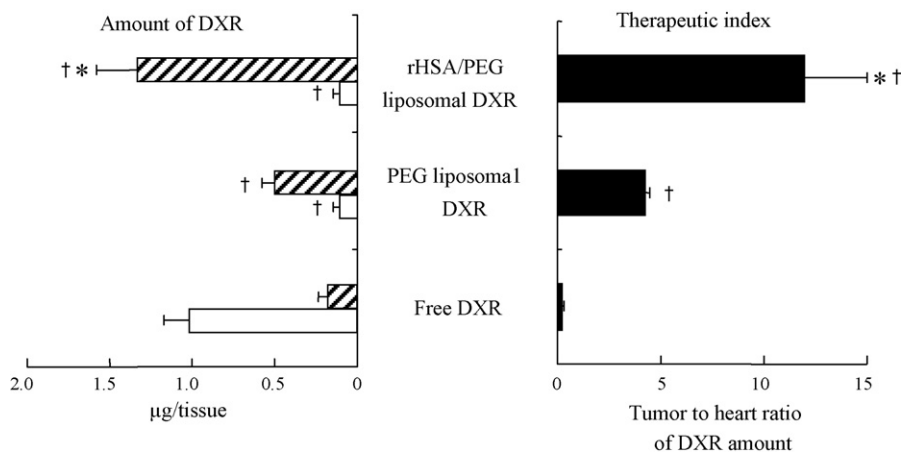 Amount of DXR
Therapeutic index
† *
rHSA/PEG
liposomal DXR
* †
†
†
PEG liposoma1
DXR
†
†
Free DXR
2.0 1.5 1.0 0.5 0
0 5 10 15
µg/tissue
Tumor to heart ratio
of DXR amount